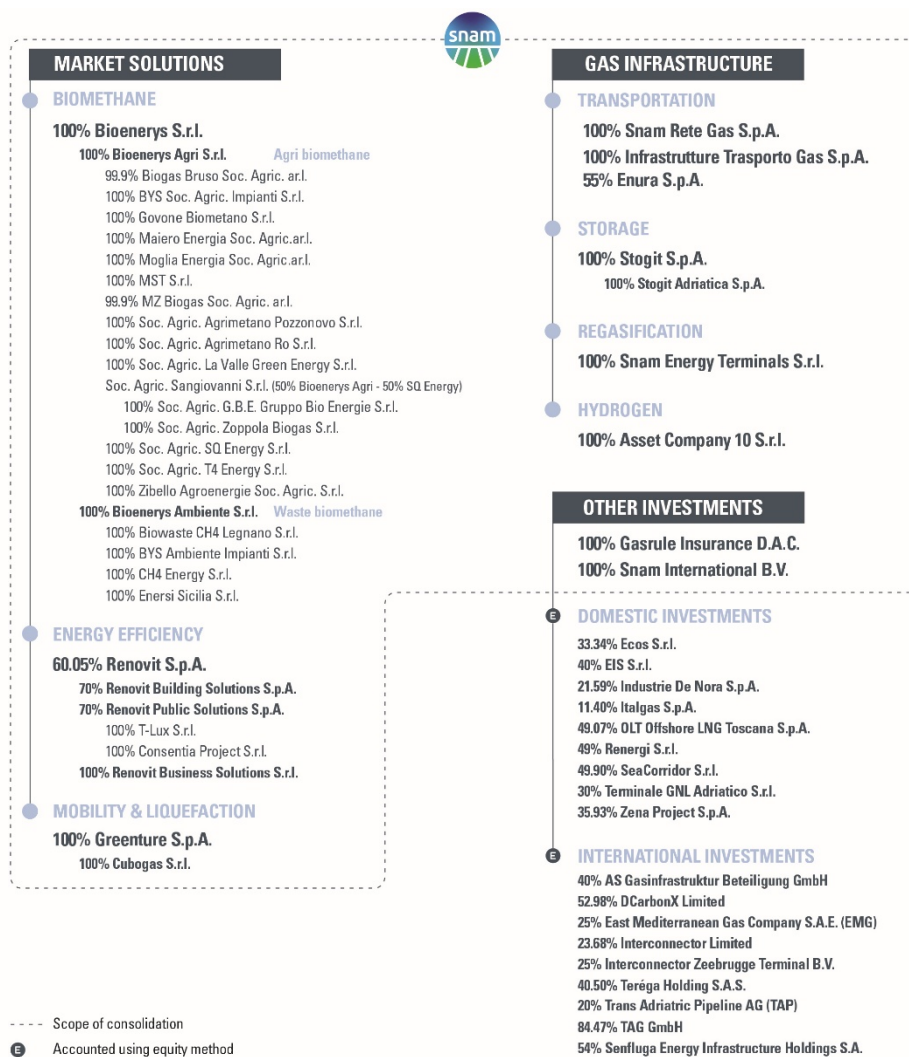 snam
MARKET SOLUTIONS
BIOMETHANE
100% Bioenerys S.r.l.
100% Bioenerys Agri S.r.l. Agri biomethane
99.9% Biogas Bruso Soc. Agric. ar.l.
100% BYS Soc. Agric. Impianti S.r.l.
100% Govone Biometano S.r.l.
100% Maiero Energia Soc. Agric.ar.l.
100% Moglia Energia Soc. Agric.ar.l.
100% MST S.r.l.
99.9% MZ Biogas Soc. Agric. ar.l.
100% Soc. Agric. Agrimetano Pozzonovo S.r.l.
100% Soc. Agric. Agrimetano Ro S.r.l.
100% Soc. Agric. La Valle Green Energy S.r.l.
Soc. Agric. Sangiovanni S.r.l. (50% Bioenerys Agri - 50% SQ Energy)
100% Soc. Agric. G.B.E. Gruppo Bio Energie S.r.l.
100% Soc. Agric. Zoppola Biogas S.r.l.
100% Soc. Agric. SQ Energy S.r.l.
100% Soc. Agric. T4 Energy S.r.l.
100% Zibello Agroenergie Soc. Agric. S.r.l.
100% Bioenerys Ambiente S.r.l. Waste biomethane
100% Biowaste CH4 Legnano S.r.l.
100% BYS Ambiente Impianti S.r.l.
100% CH4 Energy S.r.l.
100% Enersi Sicilia S.r.l.
ENERGY EFFICIENCY
60.05% Renovit S.p.A.
70% Renovit Building Solutions S.p.A.
70% Renovit Public Solutions S.p.A.
100% T-Lux S.r.l.
100% Consentia Project S.r.l.
100% Renovit Business Solutions S.r.l.
MOBILITY & LIQUEFACTION
100% Greenture S.p.A.
100% Cubogas S.r.l.
GAS INFRASTRUCTURE
TRANSPORTATION
100% Snam Rete Gas S.p.A.
100% Infrastrutture Trasporto Gas S.p.A.
55% Enura S.p.A.
STORAGE
100% Stogit S.p.A.
100% Stogit Adriatica S.p.A.
REGASIFICATION
100% Snam Energy Terminals S.r.l.
HYDROGEN
100% Asset Company 10 S.r.l.
OTHER INVESTMENTS
100% Gasrule Insurance D.A.C.
100% Snam International B.V.
E DOMESTIC INVESTMENTS
33.34% Ecos S.r.l.
40% EIS S.r.l.
21.59% Industrie De Nora S.p.A.
11.40% Italgas S.p.A.
49.07% OLT Offshore LNG Toscana S.p.A.
49% Renergi S.r.l.
49.90% SeaCorridor S.r.l.
30% Terminale GNL Adriatico S.r.l.
35.93% Zena Project S.p.A.
E INTERNATIONAL INVESTMENTS
40% AS Gasinfrastruktur Beteiligung GmbH
52.98% DCarbonX Limited
25% East Mediterranean Gas Company S.A.E. (EMG)
23.68% Interconnector Limited
25% Interconnector Zeebrugge Terminal B.V.
40.50% Teréga Holding S.A.S.
20% Trans Adriatric Pipeline AG (TAP)
84.47% TAG GmbH
54% Senfluga Energy Infrastructure Holdings S.A.
Scope of consolidation
E Accounted using equity method